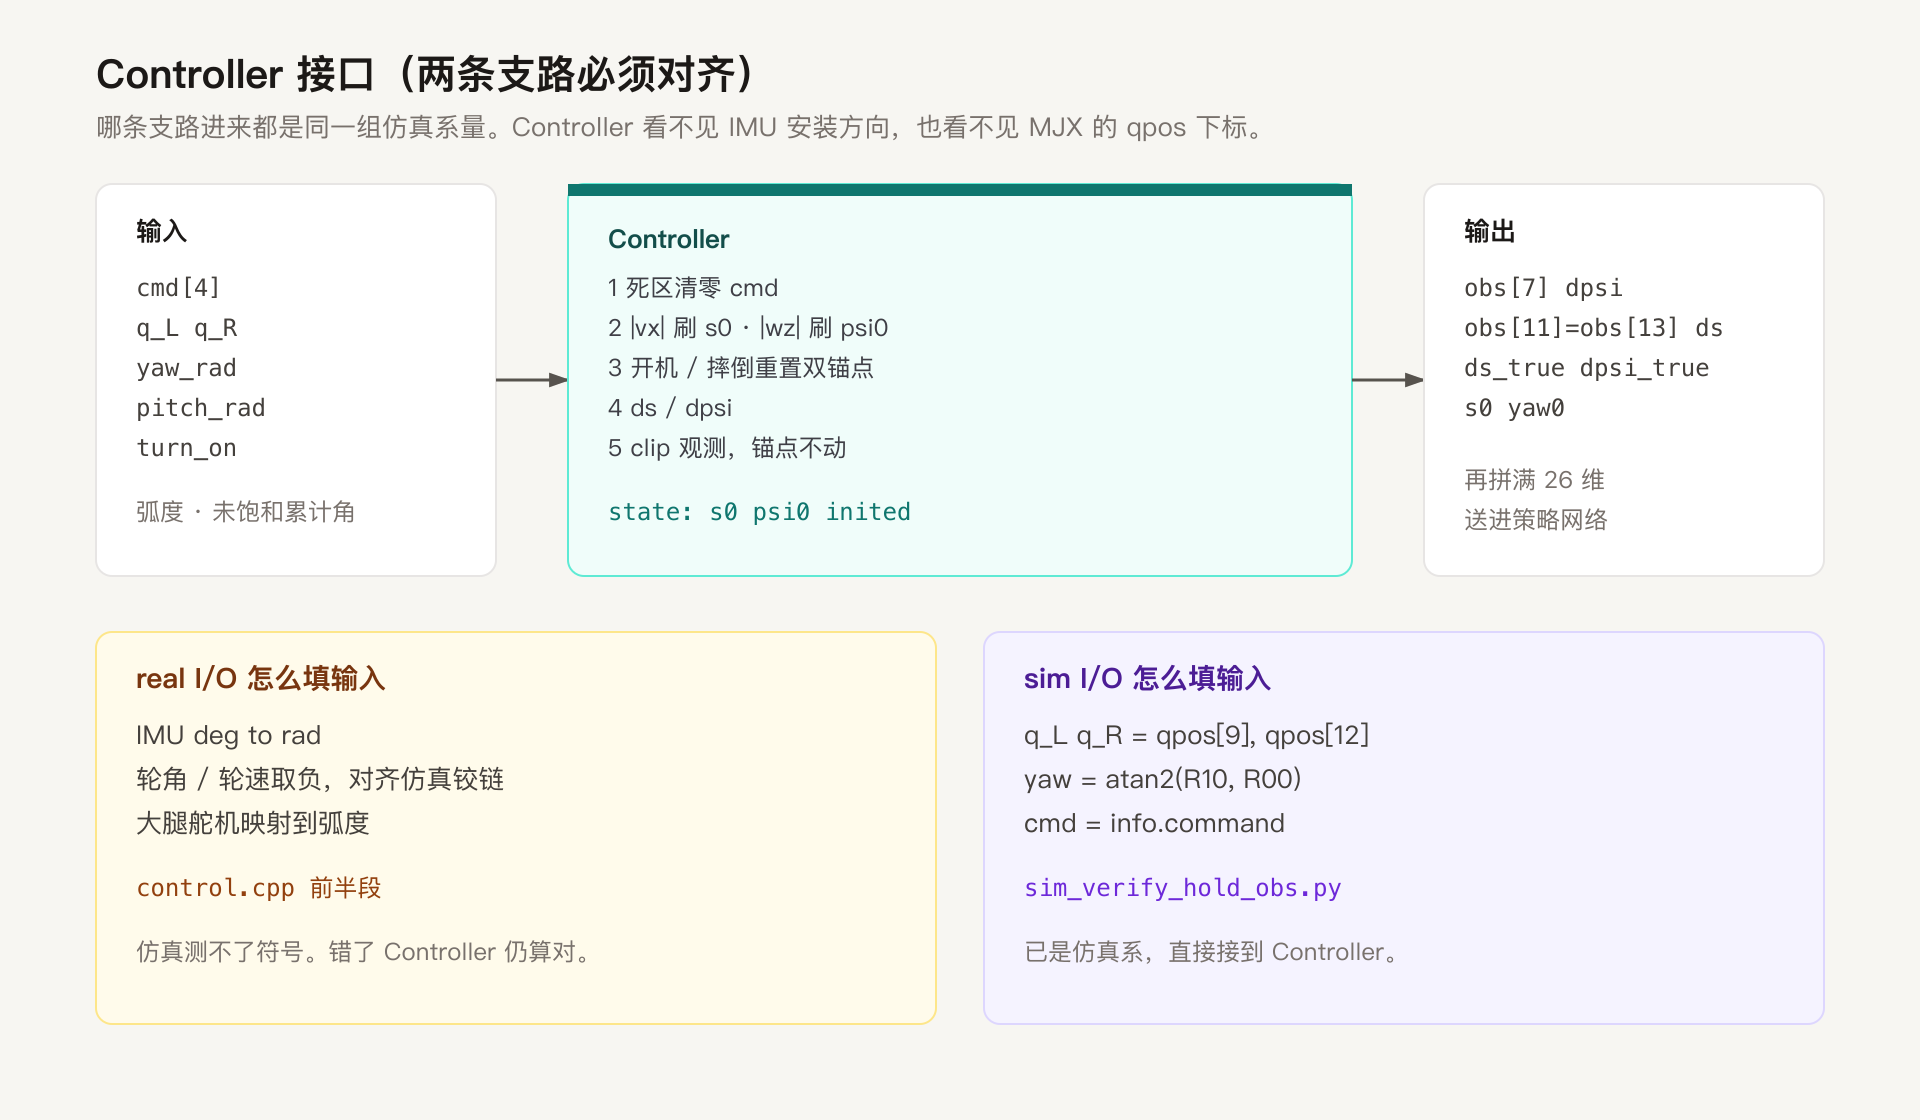 Controller 接口（两条支路必须对齐）
哪条支路进来都是同一组仿真系量。Controller 看不见 IMU 安装方向，也看不见 MJX 的 qpos 下标。
输入
cmd[4]
q_L q_R
yaw_rad
pitch_rad
turn_on
弧度 · 未饱和累计角
Controller
1 死区清零 cmd
2 |vx| 刷 s0 · |wz| 刷 psi0
3 开机 / 摔倒重置双锚点
4 ds / dpsi
5 clip 观测，锚点不动
state: s0 psi0 inited
输出
obs[7] dpsi
obs[11]=obs[13] ds
ds_true dpsi_true
s0 yaw0
再拼满 26 维
送进策略网络
real I/O 怎么填输入
IMU deg to rad
轮角 / 轮速取负，对齐仿真铰链
大腿舵机映射到弧度
control.cpp 前半段
仿真测不了符号。错了 Controller 仍算对。
sim I/O 怎么填输入
q_L q_R = qpos[9], qpos[12]
yaw = atan2(R10, R00)
cmd = info.command
sim_verify_hold_obs.py
已是仿真系，直接接到 Controller。